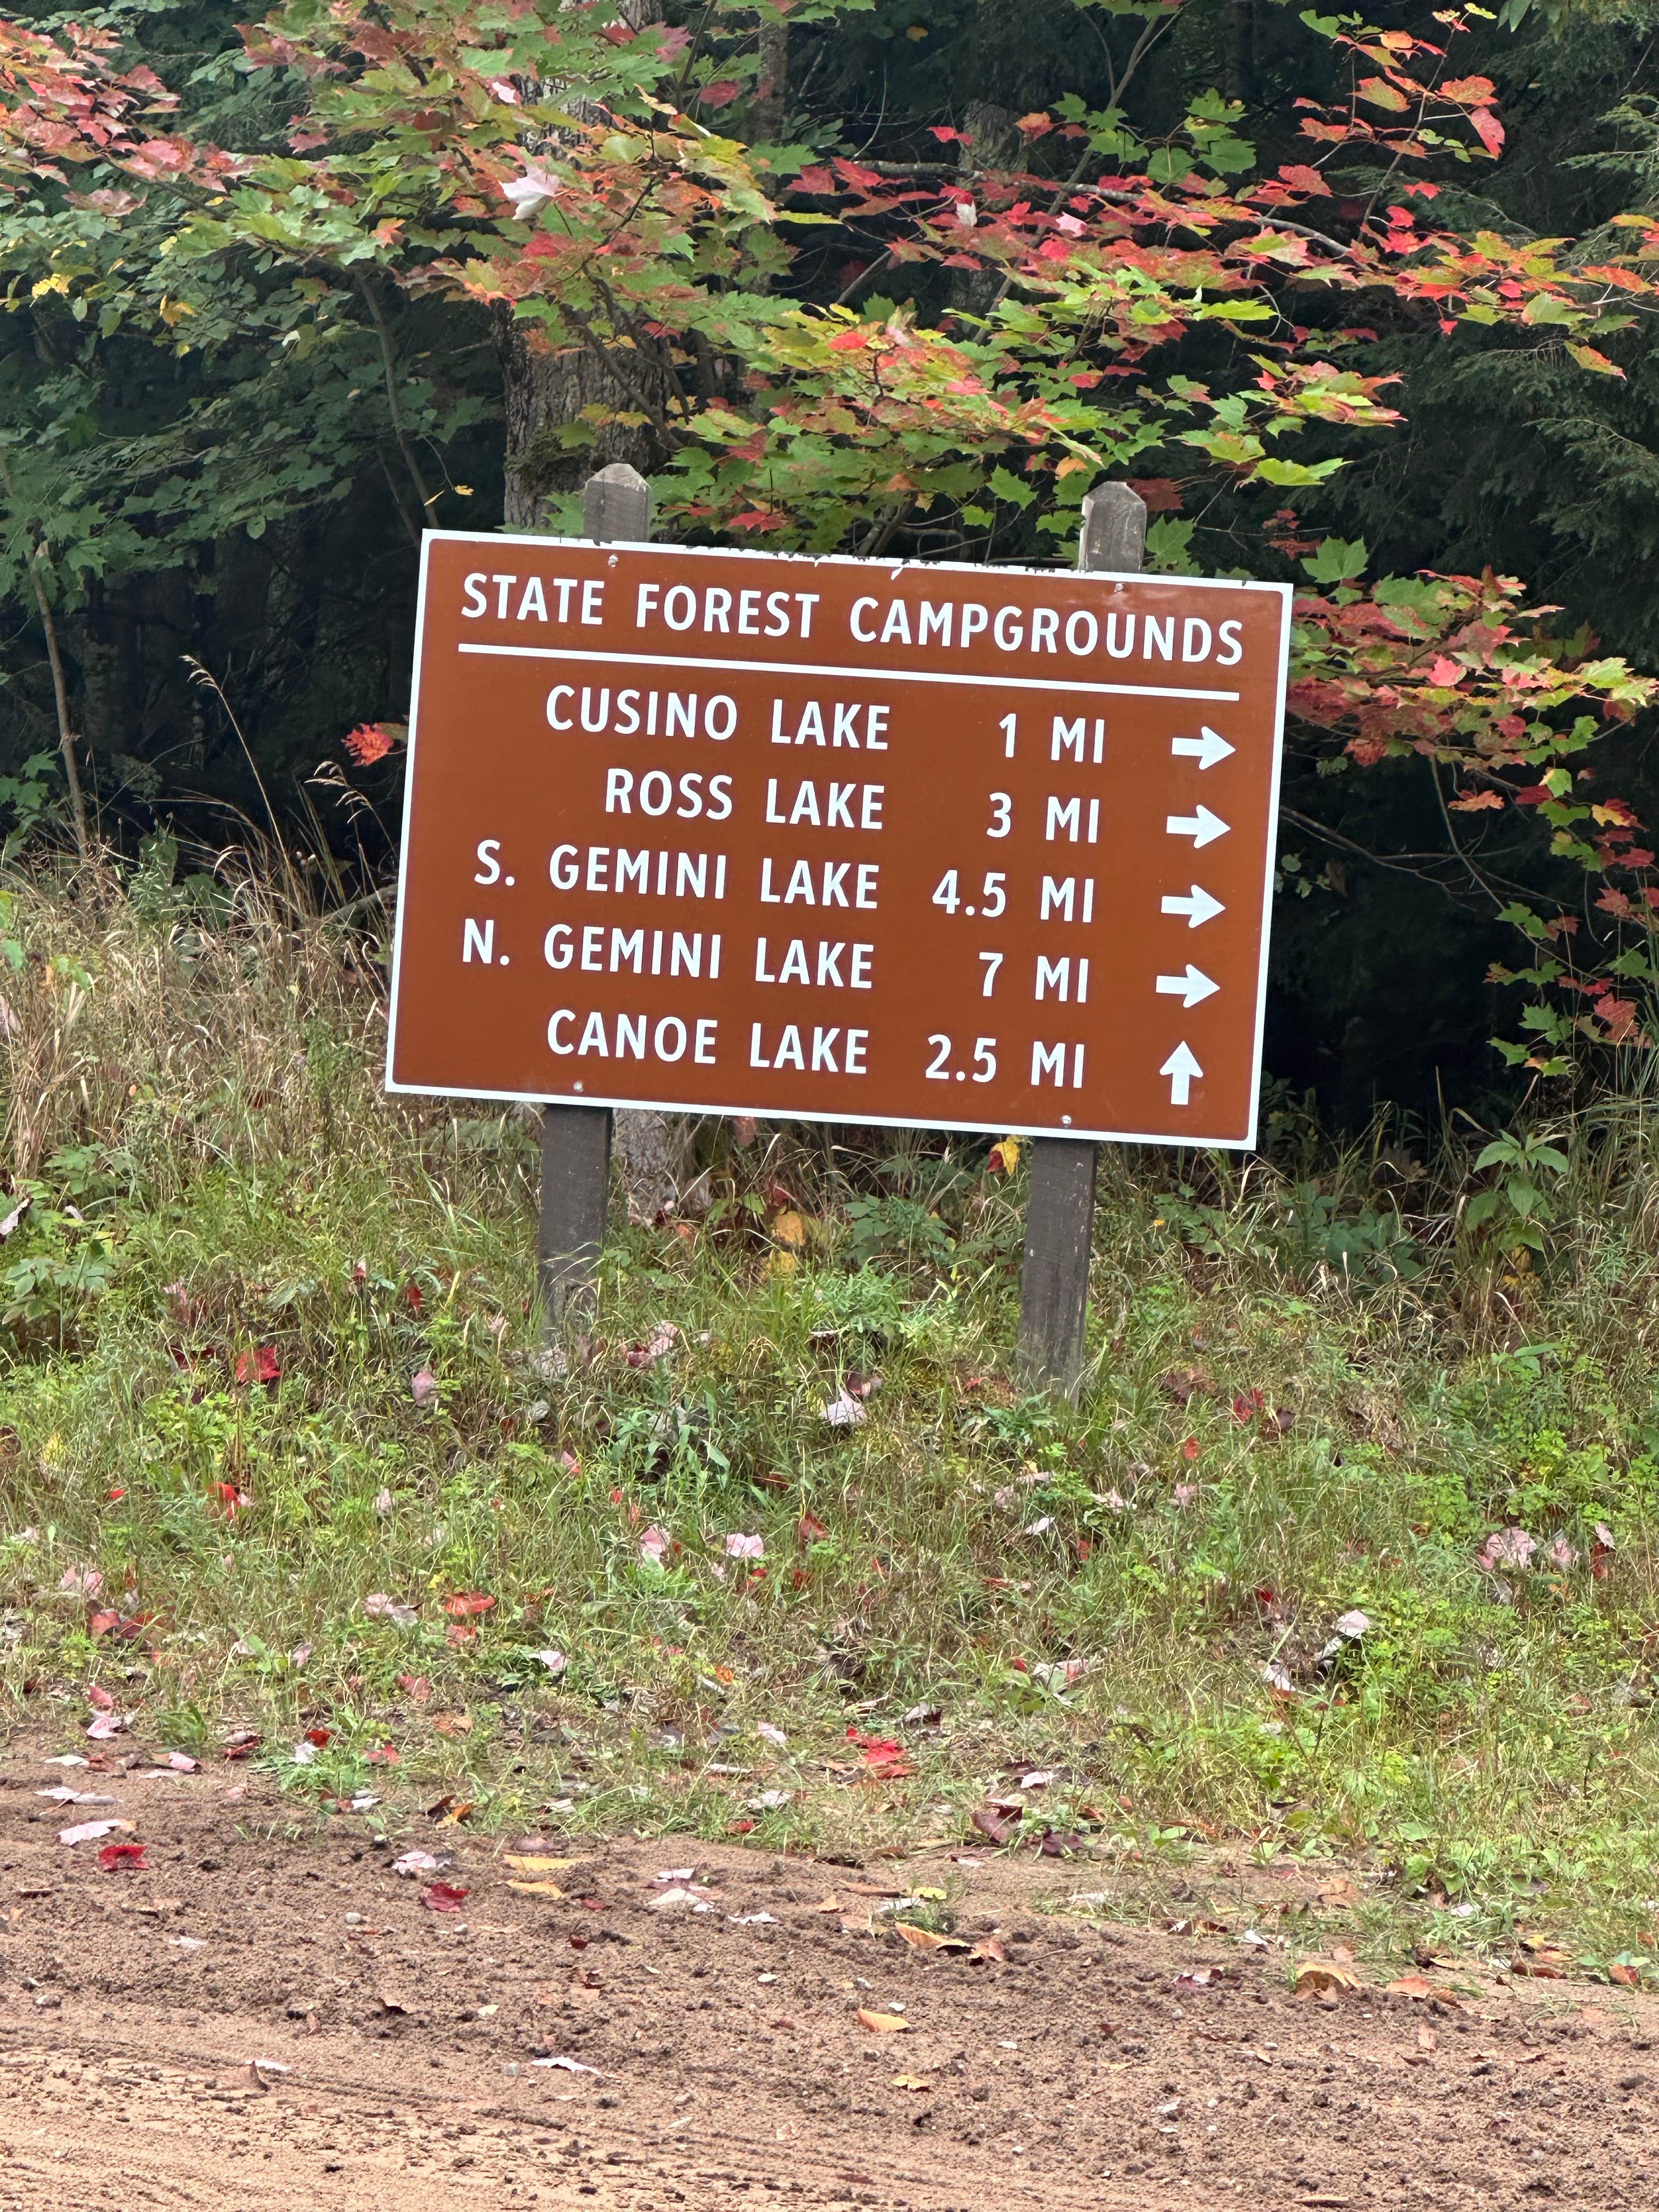 STATE FOREST CAMPGROUNDS
CUSINO LAKE 1 MI →
ROSS LAKE 3 MI →
S. GEMINI LAKE 4.5 MI →
N. GEMINI LAKE 7 MI →
CANOE LAKE 2.5 MI ↑